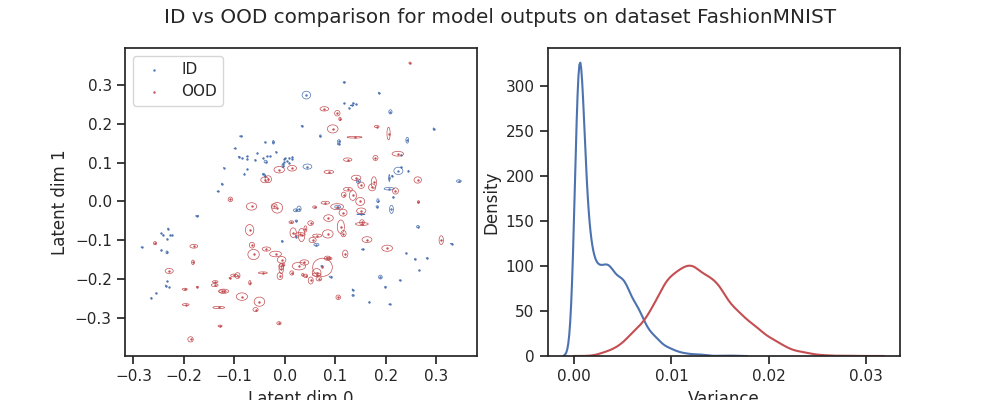 ID vs OOD comparison for model outputs on dataset FashionMNIST
ID
OOD
Latent dim 1
0.3
0.2
0.1
0.0
−0.1
−0.2
−0.3
−0.3 −0.2 −0.1 0.0 0.1 0.2 0.3
Latent dim 0
Density
300
250
200
150
100
50
0
0.00 0.01 0.02 0.03
Variance